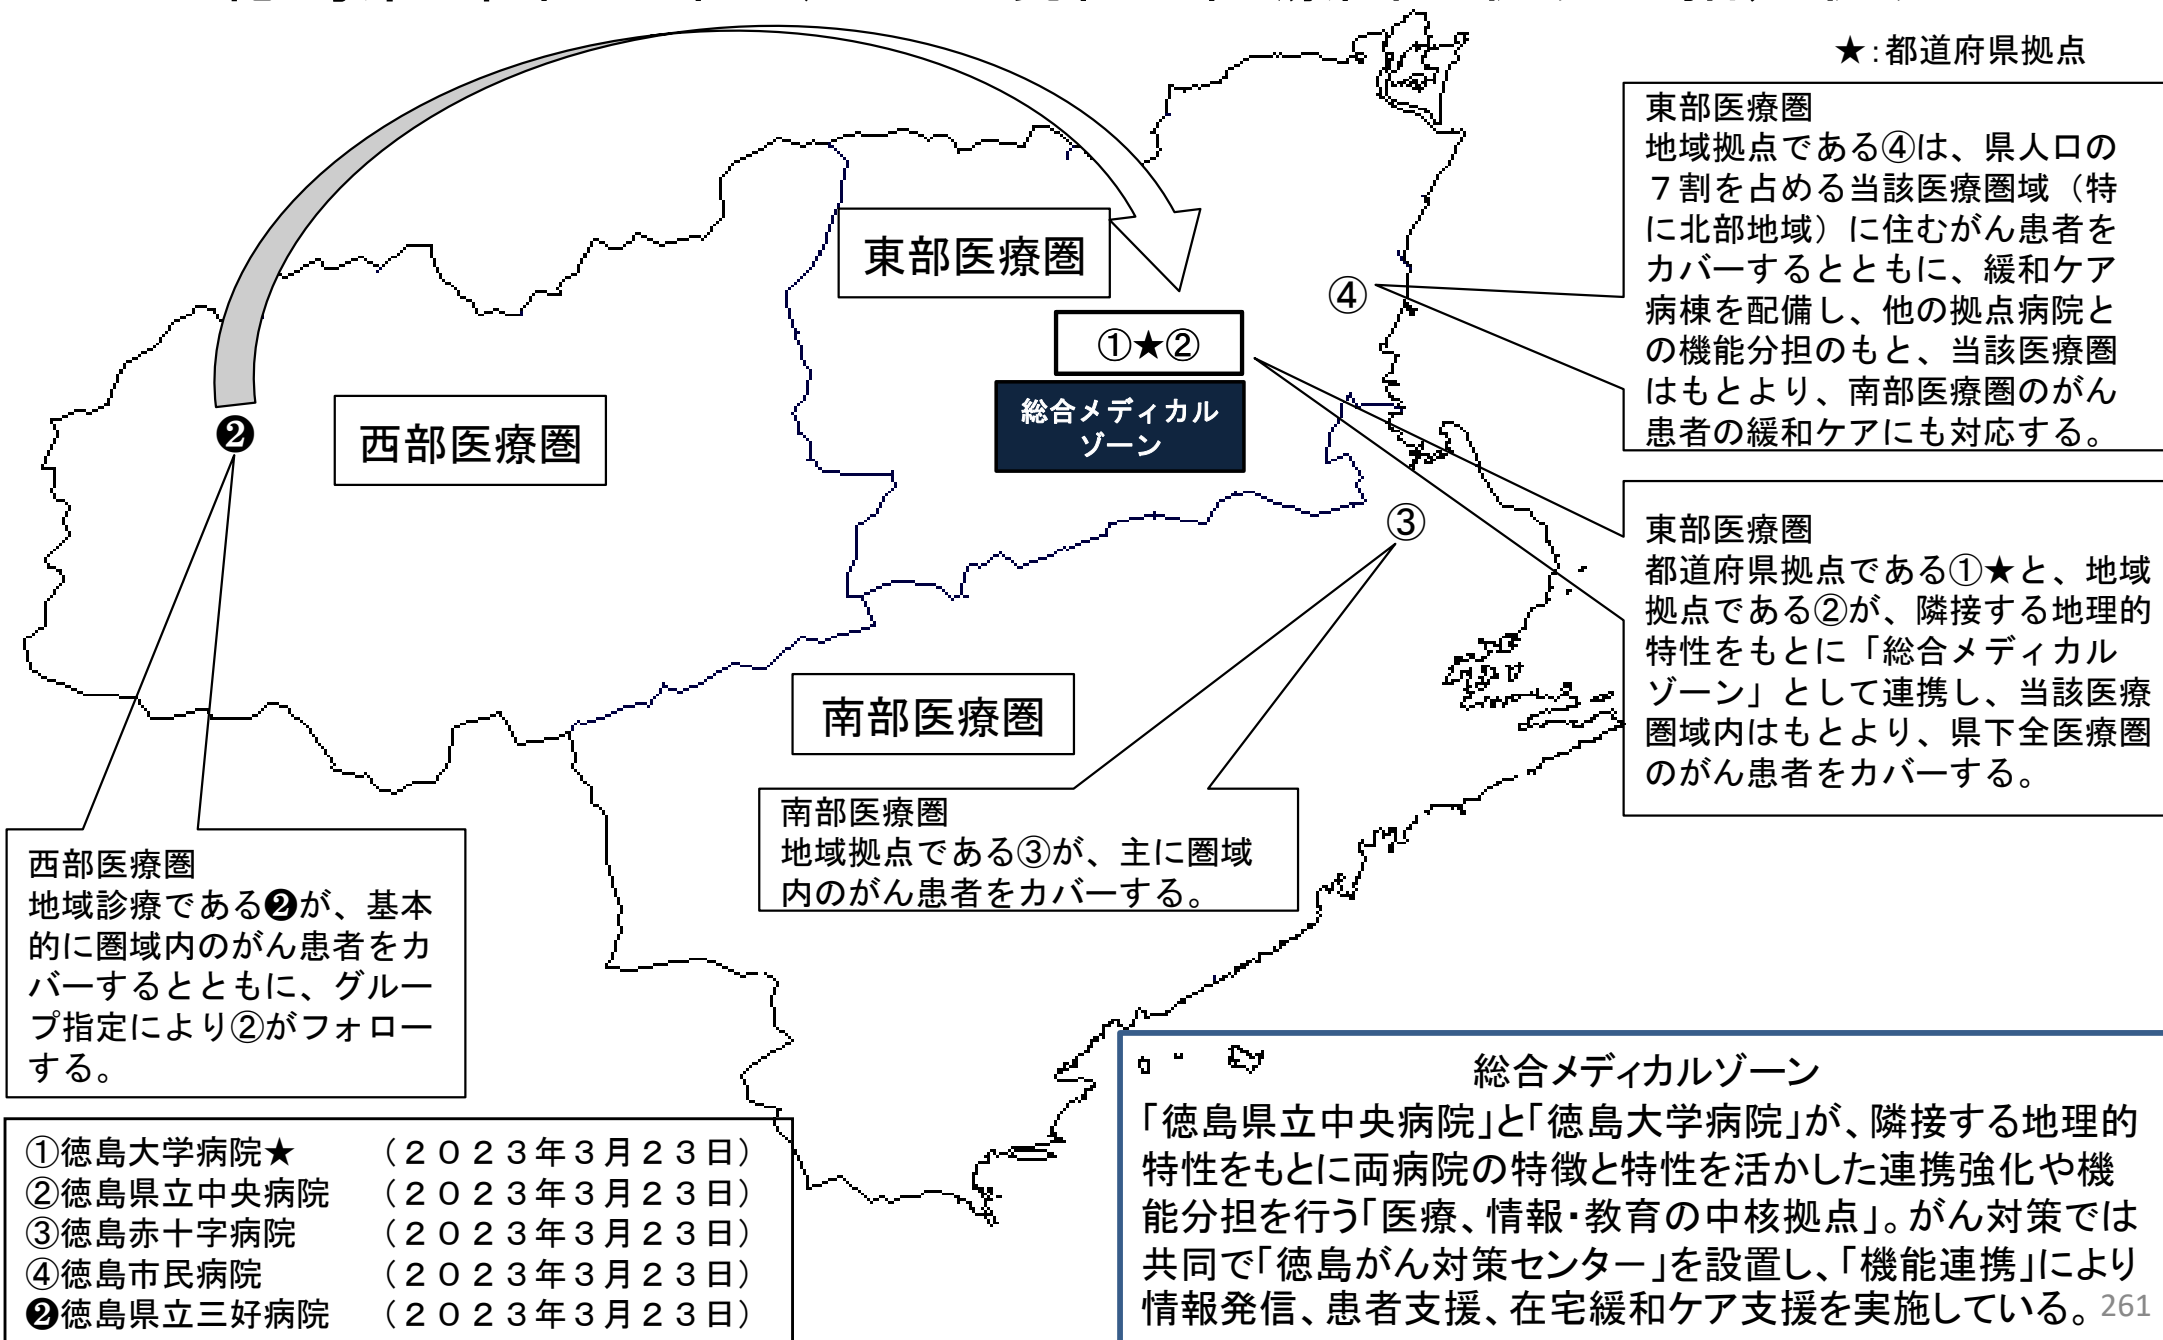 ★：都道府県拠点
東部医療圏
地域拠点である④は、県人口の
７割を占める当該医療圏域（特
に北部地域）に住むがん患者を
カバーするとともに、緩和ケア
病棟を配備し、他の拠点病院と
の機能分担のもと、当該医療圏
はもとより、南部医療圏のがん
患者の緩和ケアにも対応する。
東部医療圏
④
①★②
総合メディカル
ゾーン
西部医療圏
❷
③
東部医療圏
都道府県拠点である①★と、地域
拠点である②が、隣接する地理的
特性をもとに「総合メディカル
ゾーン」として連携し、当該医療
圏域内はもとより、県下全医療圏
のがん患者をカバーする。
南部医療圏
南部医療圏
地域拠点である③が、主に圏域
内のがん患者をカバーする。
西部医療圏
地域診療である❷が、基本
的に圏域内のがん患者をカ
バーするとともに、グルー
プ指定により②がフォロー
する。
①徳島大学病院★ （２０２３年３月２３日）
②徳島県立中央病院 （２０２３年３月２３日）
③徳島赤十字病院 （２０２３年３月２３日）
④徳島市民病院 （２０２３年３月２３日）
❷徳島県立三好病院 （２０２３年３月２３日）
総合メディカルゾーン
「徳島県立中央病院」と「徳島大学病院」が、隣接する地理的
特性をもとに両病院の特徴と特性を活かした連携強化や機
能分担を行う「医療、情報・教育の中核拠点」。がん対策では
共同で「徳島がん対策センター」を設置し、「機能連携」により
情報発信、患者支援、在宅緩和ケア支援を実施している。
261